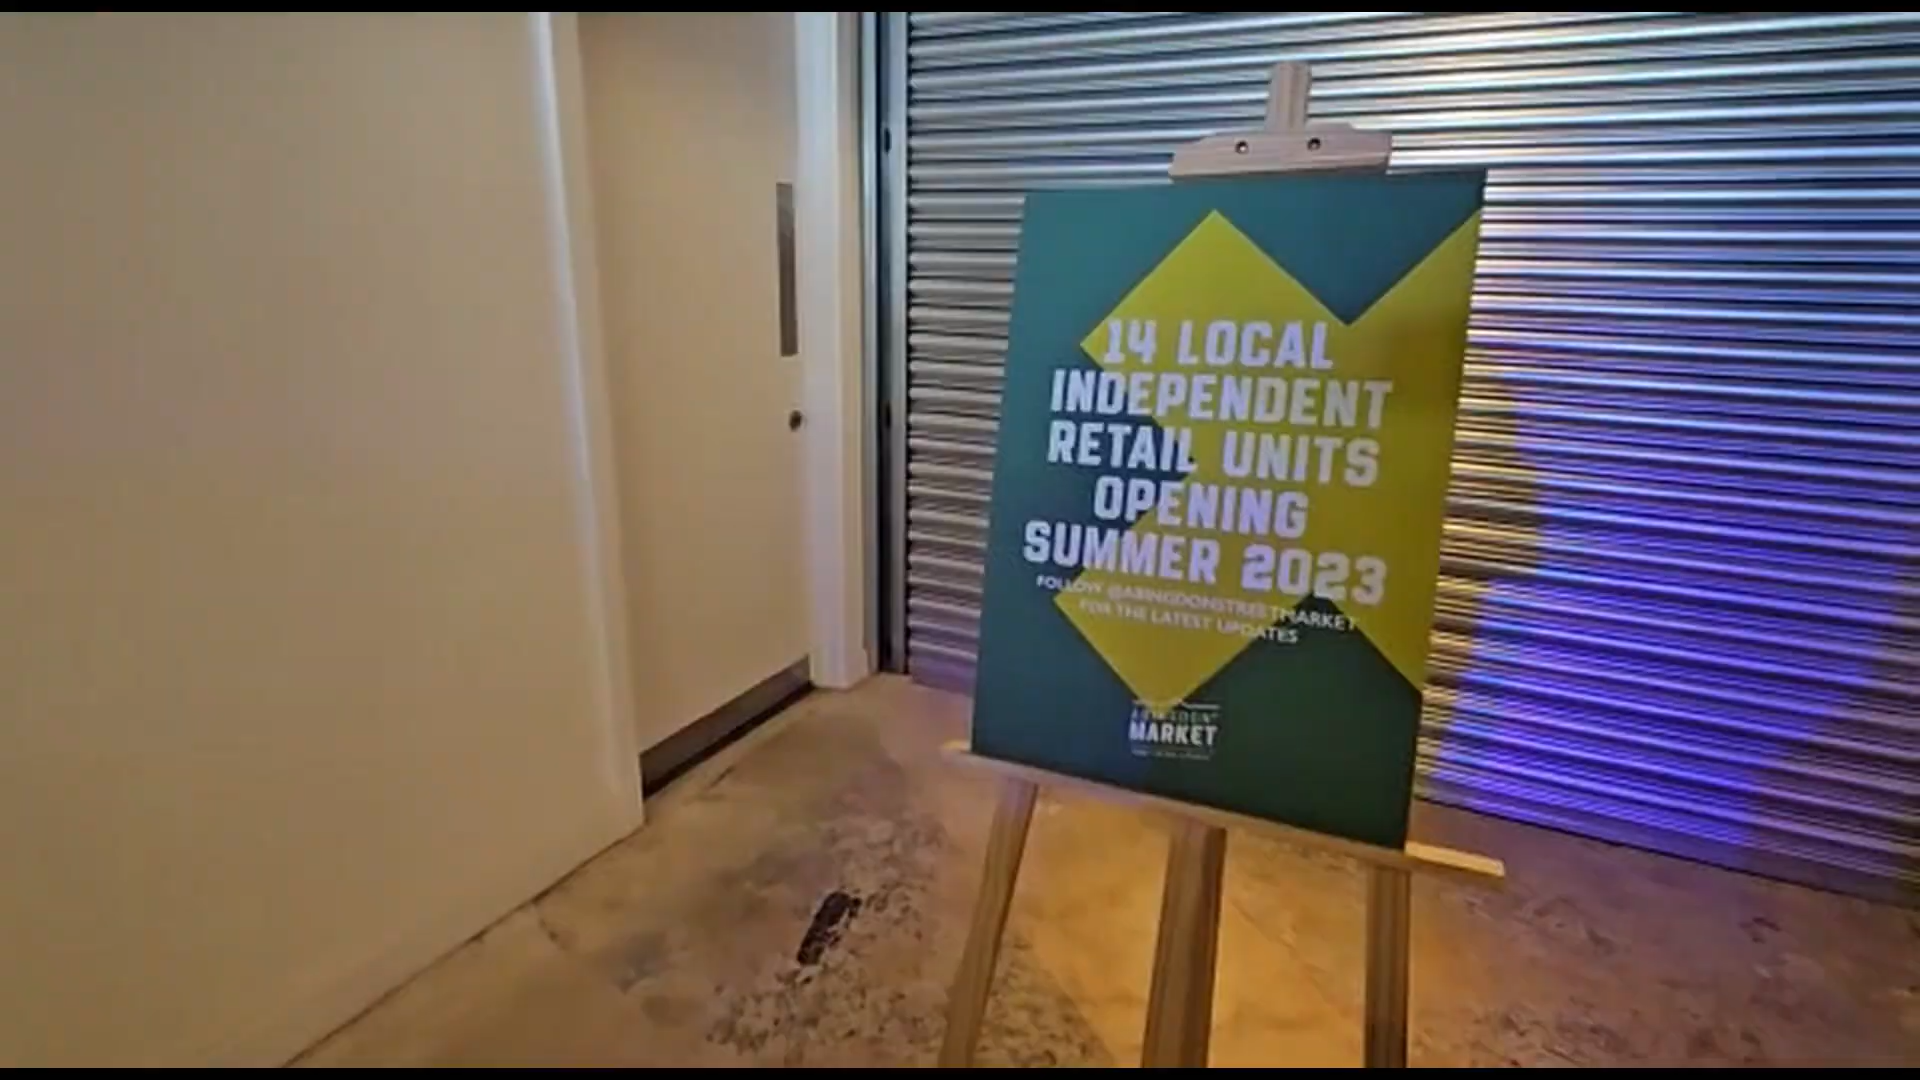 14 LOCAL
INDEPENDENT
RETAIL UNITS
OPENING
SUMMER 2023
FOLLOW @ABINGDONSTREETMARKET
FOR THE LATEST UPDATES
MARKET